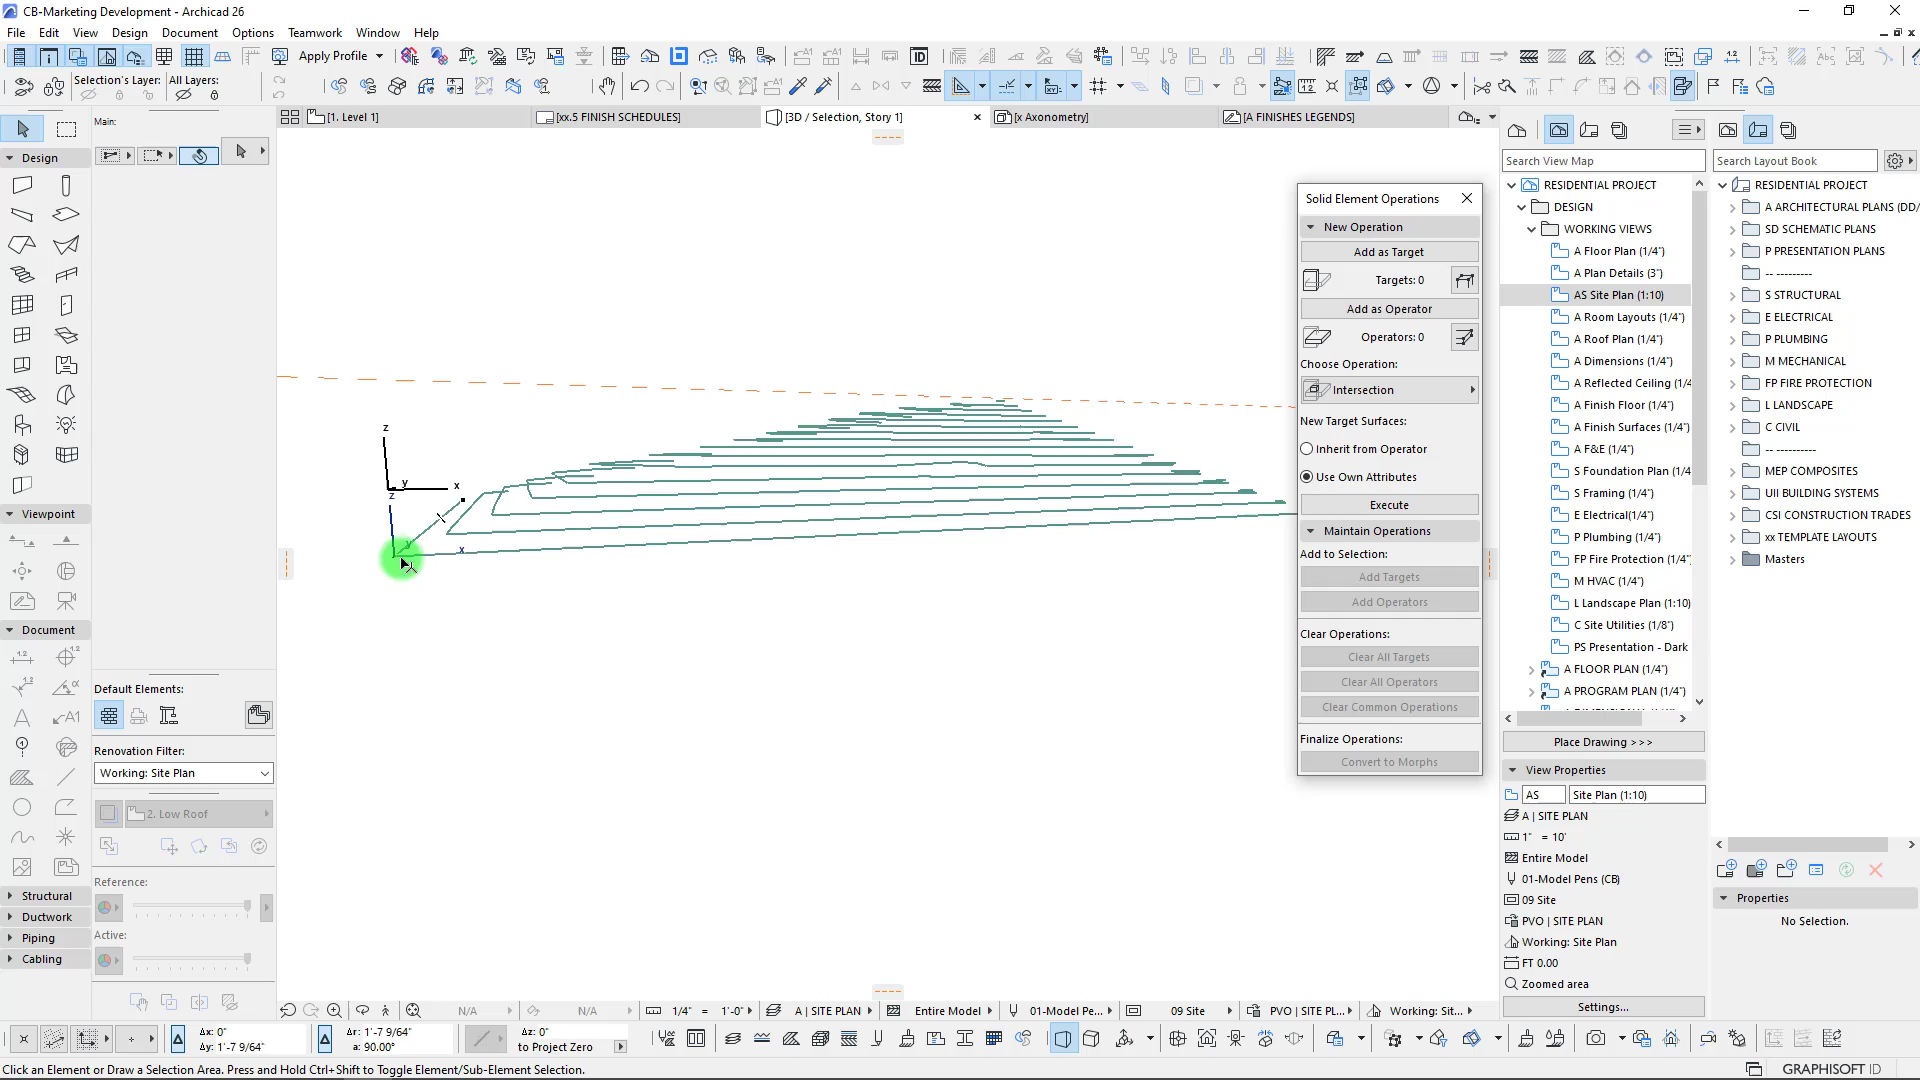 CB-Marketing Development - Archicad 26
File Edit View Design Document Options Teamwork Window Help
Apply Profile
Selection's Layer:
All Layers:
[1. Level 1]
[xx.5 FINISH SCHEDULES]
[3D / Selection, Story 1]
[x Axonometry]
[A FINISHES LEGENDS]
Main:
Design
Viewpoint
Document
Structural
Ductwork
Piping
Cabling
Default Elements:
Renovation Filter:
Working: Site Plan
2. Low Roof
Reference:
Active:
z
y
x
z
y
x
Solid Element Operations
New Operation
Add as Target
Targets: 0
Add as Operator
Operators: 0
Choose Operation:
Intersection
New Target Surfaces:
Inherit from Operator
Use Own Attributes
Execute
Maintain Operations
Add to Selection:
Add Targets
Add Operators
Clear Operations:
Clear All Targets
Clear All Operators
Clear Common Operations
Finalize Operations:
Convert to Morphs
Search View Map
RESIDENTIAL PROJECT
DESIGN
WORKING VIEWS
A Floor Plan (1/4")
A Plan Details (3")
AS Site Plan (1:10)
A Room Layouts (1/4")
A Roof Plan (1/4")
A Dimensions (1/4")
A Reflected Ceiling (1/4
A Finish Floor (1/4")
A Finish Surfaces (1/4")
A F&E (1/4")
S Foundation Plan (1/4
S Framing (1/4")
E Electrical(1/4")
P Plumbing (1/4")
FP Fire Protection (1/4")
M HVAC (1/4")
L Landscape Plan (1:10)
C Site Utilities (1/8")
PS Presentation - Dark
A FLOOR PLAN (1/4")
A PROGRAM PLAN (1/4")
Place Drawing >>>
View Properties
AS
Site Plan (1:10)
A | SITE PLAN
1" = 10'
Entire Model
01-Model Pens (CB)
09 Site
PVO | SITE PLAN
Working: Site Plan
FT 0.00
Zoomed area
Settings...
Search Layout Book
RESIDENTIAL PROJECT
A ARCHITECTURAL PLANS (DD/
SD SCHEMATIC PLANS
P PRESENTATION PLANS
-- ---------
S STRUCTURAL
E ELECTRICAL
P PLUMBING
M MECHANICAL
FP FIRE PROTECTION
L LANDSCAPE
C CIVIL
-- ----------
MEP COMPOSITES
UII BUILDING SYSTEMS
CSI CONSTRUCTION TRADES
xx TEMPLATE LAYOUTS
Masters
Properties
No Selection.
N/A
N/A
1/4" = 1'-0"
A | SITE PLAN
Entire Model
01-Model Pe...
09 Site
PVO | SITE PL...
Working: Sit...
Δx: 0"
Δy: 1'-7 9/64"
Δr: 1'-7 9/64"
a: 90.00°
Δz: 0"
to Project Zero
Click an Element or Draw a Selection Area. Press and Hold Ctrl+Shift to Toggle Element/Sub-Element Selection.
GRAPHISOFT ID